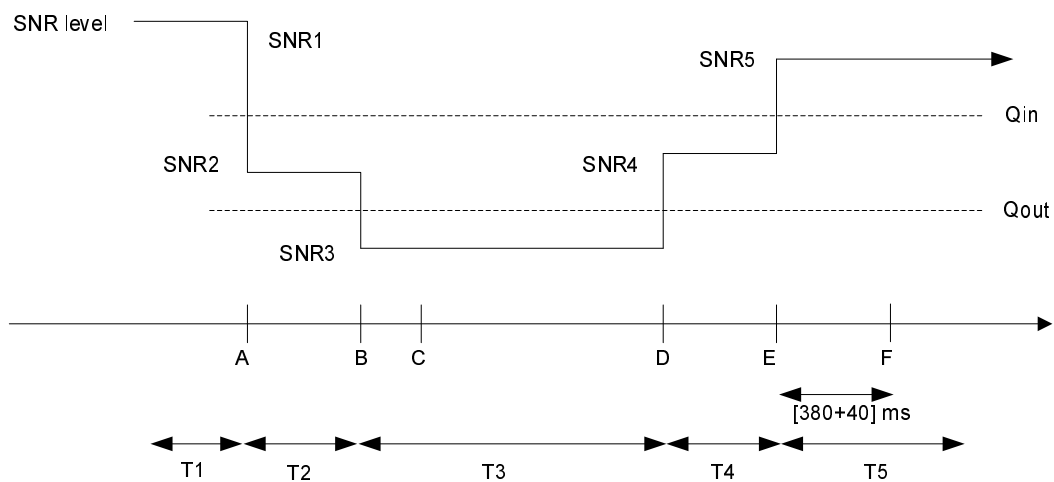 SNR level
SNR1
SNR5
Qin
SNR2
SNR4
Qout
SNR3
A B C D E F
[380+40] ms
T1 T2 T3 T4 T5